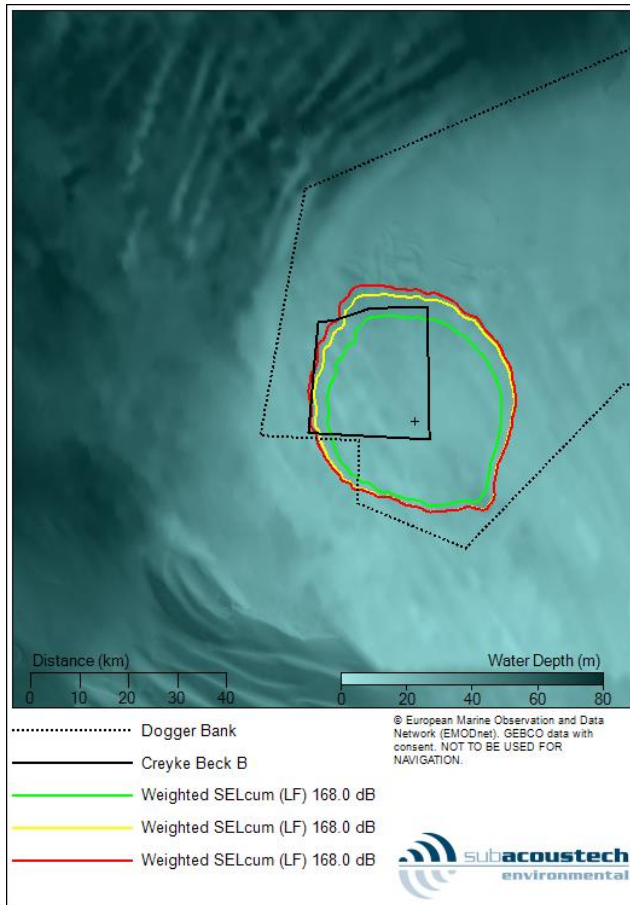 Distance (km)
0 10 20 30 40
Water Depth (m)
0 20 40 60 80
Dogger Bank
Creyke Beck B
Weighted SELcum (LF) 168.0 dB
Weighted SELcum (LF) 168.0 dB
Weighted SELcum (LF) 168.0 dB
© European Marine Observation and Data
Network (EMODnet). GEBCO data with
consent. NOT TO BE USED FOR
NAVIGATION.
subacoustech
environmental